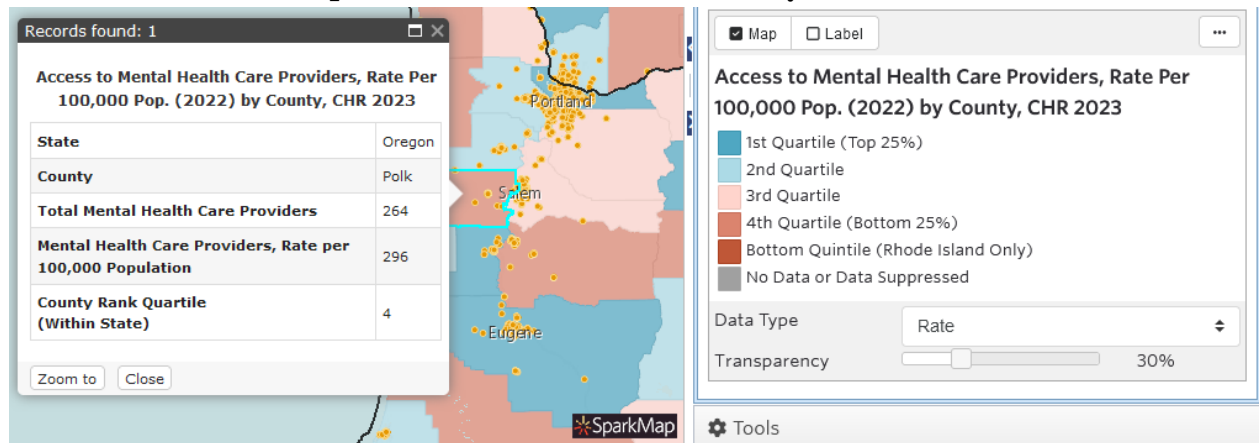 Records found: 1
Access to Mental Health Care Providers, Rate Per
100,000 Pop. (2022) by County, CHR 2023
State Oregon
County Polk
Total Mental Health Care Providers 264
Mental Health Care Providers, Rate per
100,000 Population 296
County Rank Quartile
(Within State) 4
Zoom to Close
Portland
Salem
Eugene
SparkMap
Map Label
Access to Mental Health Care Providers, Rate Per
100,000 Pop. (2022) by County, CHR 2023
1st Quartile (Top 25%)
2nd Quartile
3rd Quartile
4th Quartile (Bottom 25%)
Bottom Quintile (Rhode Island Only)
No Data or Data Suppressed
Data Type Rate
Transparency 30%
Tools